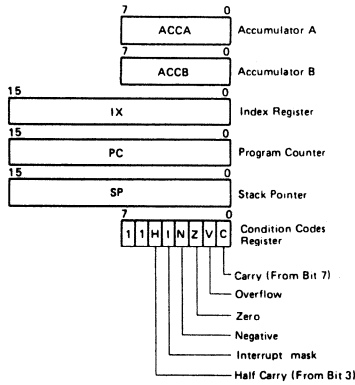 7 0
ACCA Accumulator A
7 0
ACCB Accumulator B
15 0
IX Index Register
15 0
PC Program Counter
15 0
SP Stack Pointer
7 0
1 1 H I N Z V C Condition Codes
Register
Carry (From Bit 7)
Overflow
Zero
Negative
Interrupt mask
Half Carry (From Bit 3)